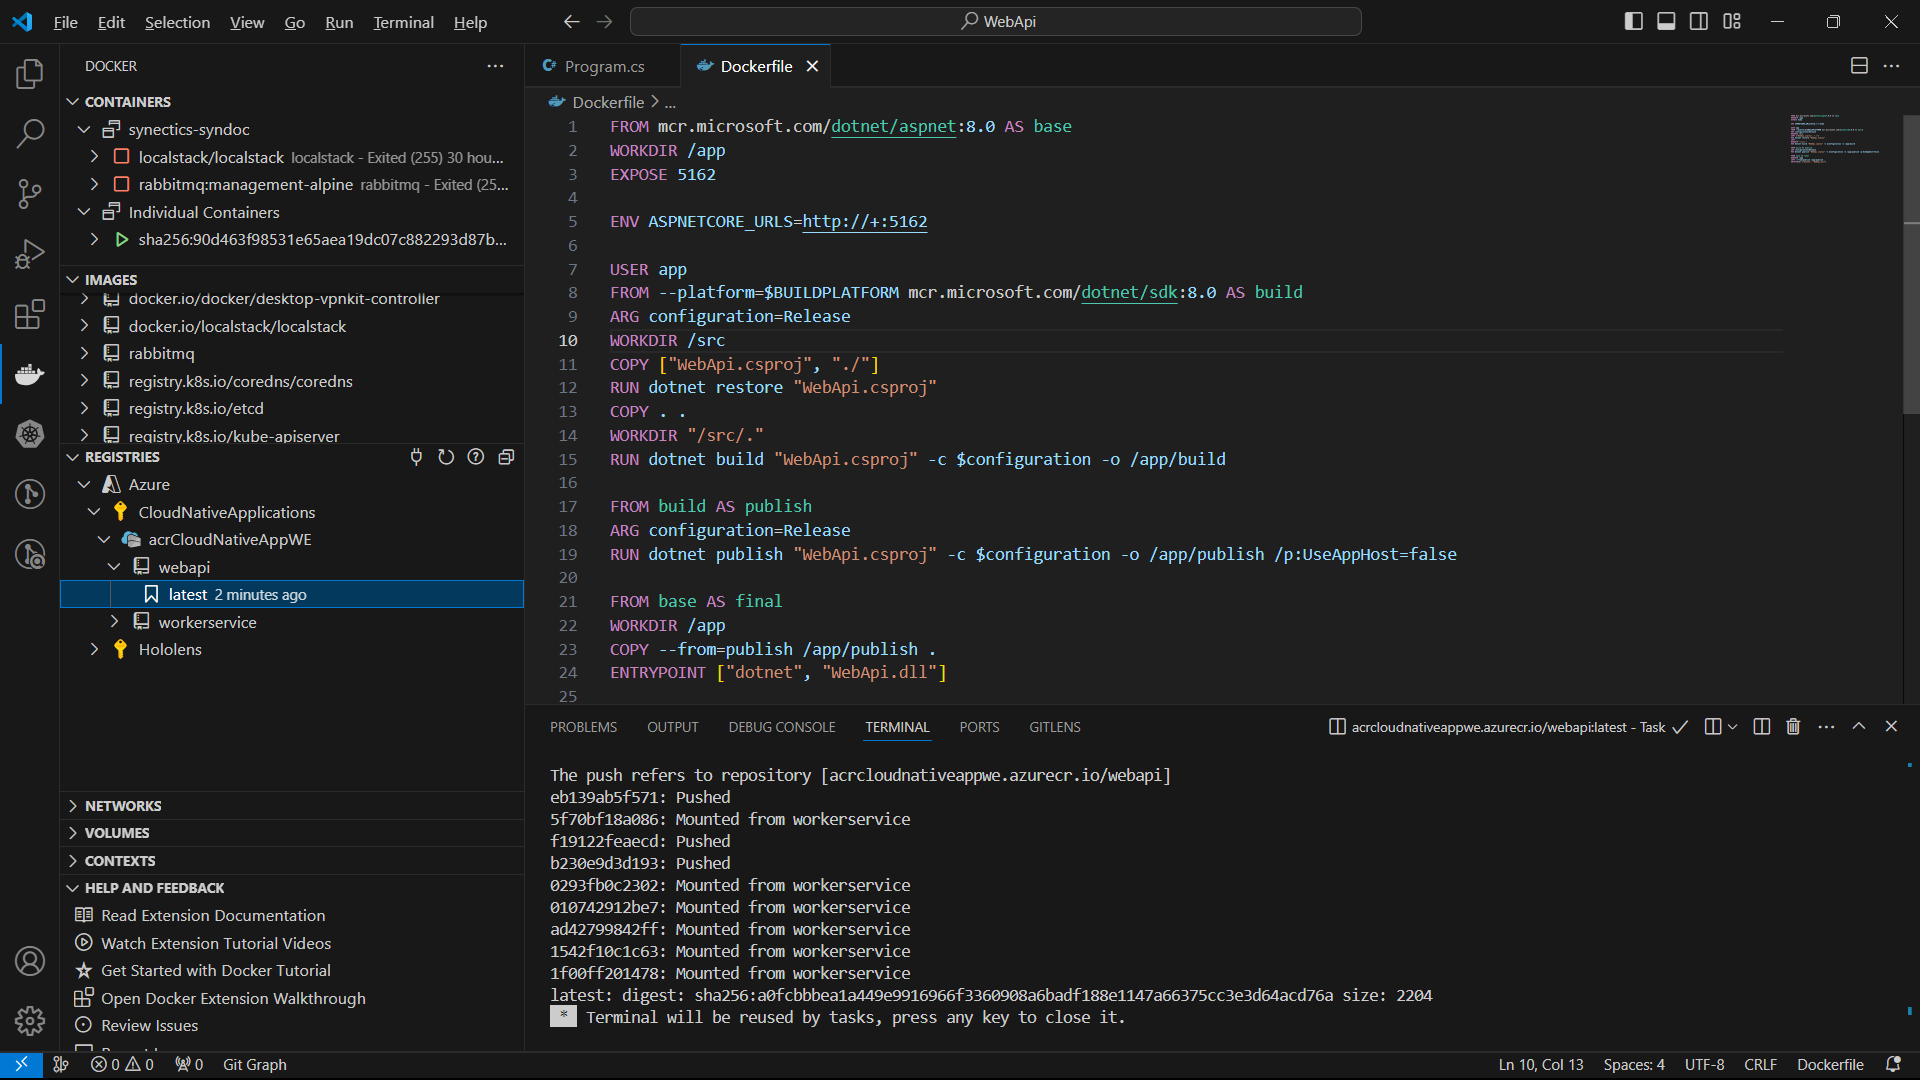 File Edit Selection View Go Run Terminal Help
WebApi
DOCKER
CONTAINERS
synectics-syndoc
localstack/localstack localstack - Exited (255) 30 hou...
rabbitmq:management-alpine rabbitmq - Exited (25...
Individual Containers
sha256:90d463f98531e65aea19dc07c882293d87b...
IMAGES
docker.io/docker/desktop-vpnkit-controller
docker.io/localstack/localstack
rabbitmq
registry.k8s.io/coredns/coredns
registry.k8s.io/etcd
registry.k8s.io/kube-apiserver
REGISTRIES
Azure
CloudNativeApplications
acrCloudNativeAppWE
webapi
latest 2 minutes ago
workerservice
Hololens
NETWORKS
VOLUMES
CONTEXTS
HELP AND FEEDBACK
Read Extension Documentation
Watch Extension Tutorial Videos
Get Started with Docker Tutorial
Open Docker Extension Walkthrough
Review Issues
Program.cs Dockerfile
Dockerfile > ...
1 FROM mcr.microsoft.com/dotnet/aspnet:8.0 AS base
2 WORKDIR /app
3 EXPOSE 5162
4
5 ENV ASPNETCORE_URLS=http://+:5162
6
7 USER app
8 FROM --platform=$BUILDPLATFORM mcr.microsoft.com/dotnet/sdk:8.0 AS build
9 ARG configuration=Release
10 WORKDIR /src
11 COPY ["WebApi.csproj", "./"]
12 RUN dotnet restore "WebApi.csproj"
13 COPY . .
14 WORKDIR "/src/."
15 RUN dotnet build "WebApi.csproj" -c $configuration -o /app/build
16
17 FROM build AS publish
18 ARG configuration=Release
19 RUN dotnet publish "WebApi.csproj" -c $configuration -o /app/publish /p:UseAppHost=false
20
21 FROM base AS final
22 WORKDIR /app
23 COPY --from=publish /app/publish .
24 ENTRYPOINT ["dotnet", "WebApi.dll"]
25
PROBLEMS OUTPUT DEBUG CONSOLE TERMINAL PORTS GITLENS
acrcloudnativeappwe.azurecr.io/webapi:latest - Task
The push refers to repository [acrcloudnativeappwe.azurecr.io/webapi]
eb139ab5f571: Pushed
5f70bf18a086: Mounted from workerservice
f19122feaecd: Pushed
b230e9d3d193: Pushed
0293fb0c2302: Mounted from workerservice
010742912be7: Mounted from workerservice
ad42799842ff: Mounted from workerservice
1542f10c1c63: Mounted from workerservice
1f00ff201478: Mounted from workerservice
latest: digest: sha256:a0fcbbbea1a449e9916966f3360908a6badf188e1147a66375cc3e3d64acd76a size: 2204
* Terminal will be reused by tasks, press any key to close it.
0 0 0 Git Graph
Ln 10, Col 13 Spaces: 4 UTF-8 CRLF Dockerfile